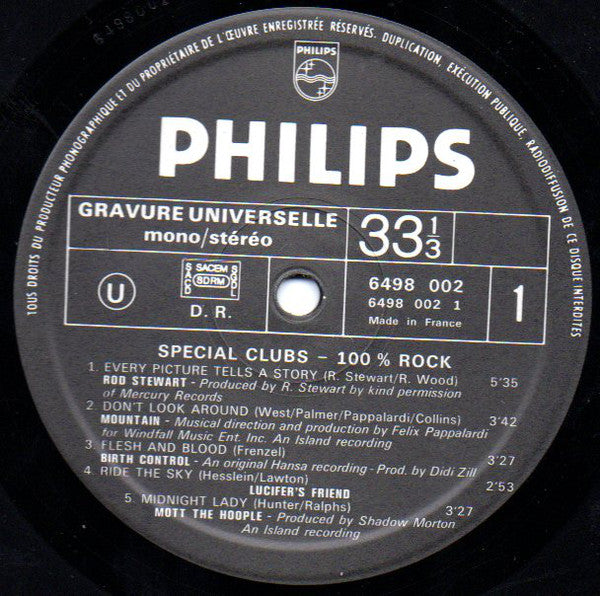 TOUS DROITS DU PRODUCTEUR PHONOGRAPHIQUE ET DU PROPRIÉTAIRE DE L'ŒUVRE ENREGISTRÉE RÉSERVÉS. DUPLICATION, EXÉCUTION PUBLIQUE, RADIODIFFUSION DE CE DISQUE INTERDITES
PHILIPS
PHILIPS
GRAVURE UNIVERSELLE
mono/stéréo
33 1/3
U
SACEM
SACD
SDRM
SGDL
D. R.
6498 002
6498 002 1
Made in France
1
SPECIAL CLUBS - 100 % ROCK
1. EVERY PICTURE TELLS A STORY (R. Stewart/R. Wood) 5'35
ROD STEWART - Produced by R. Stewart by kind permission
of Mercury Records
2. DON'T LOOK AROUND (West/Palmer/Pappalardi/Collins) 3'42
MOUNTAIN - Musical direction and production by Felix Pappalardi
for Windfall Music Ent. Inc. An Island recording
3. FLESH AND BLOOD (Frenzel) 3'27
BIRTH CONTROL - An original Hansa recording - Prod. by Didi Zill
4. RIDE THE SKY (Hesslein/Lawton) 2'53
LUCIFER'S FRIEND
5. MIDNIGHT LADY (Hunter/Ralphs) 3'27
MOTT THE HOOPLE - Produced by Shadow Morton
An Island recording